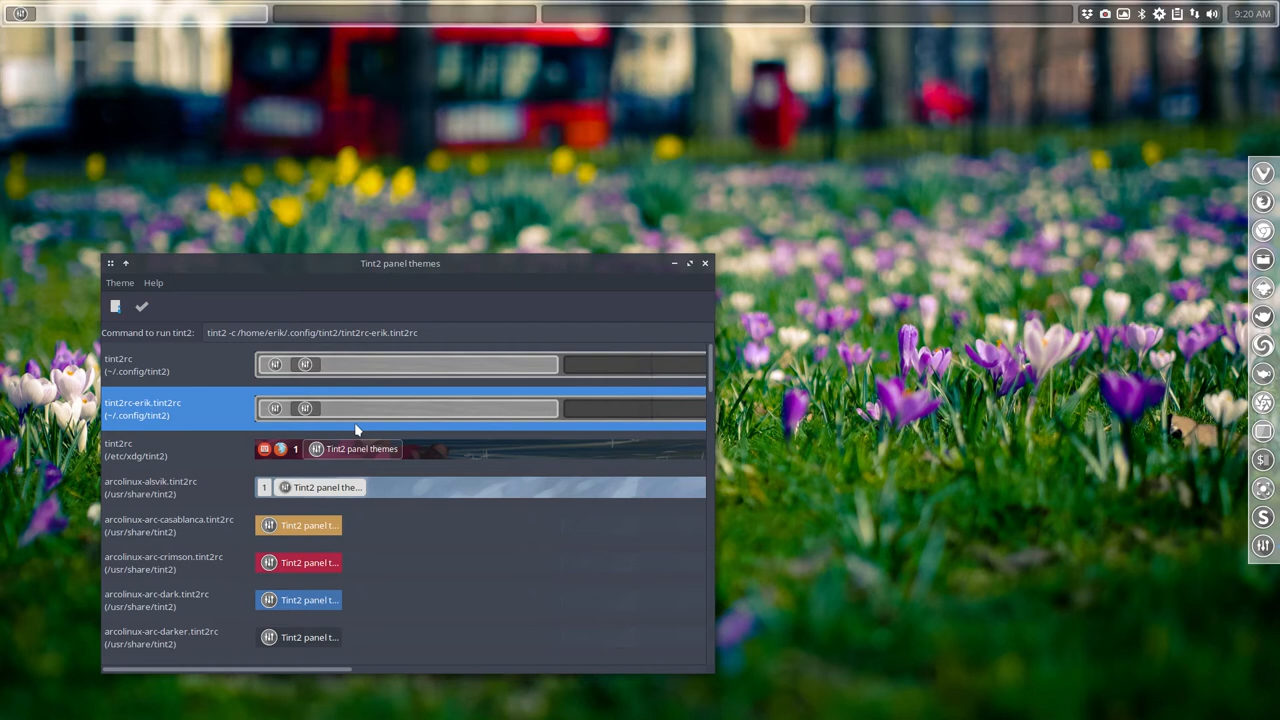 9:20 AM
Tint2 panel themes
Theme Help
Command to run tint2: tint2 -c /home/erik/.config/tint2/tint2rc-erik.tint2rc
tint2rc
(~/.config/tint2)
tint2rc-erik.tint2rc
(~/.config/tint2)
tint2rc
(/etc/xdg/tint2)
1 Tint2 panel themes
arcolinux-alsvik.tint2rc
(/usr/share/tint2)
1 Tint2 panel the...
arcolinux-arc-casablanca.tint2rc
(/usr/share/tint2)
Tint2 panel t...
arcolinux-arc-crimson.tint2rc
(/usr/share/tint2)
Tint2 panel t...
arcolinux-arc-dark.tint2rc
(/usr/share/tint2)
Tint2 panel t...
arcolinux-arc-darker.tint2rc
(/usr/share/tint2)
Tint2 panel t...